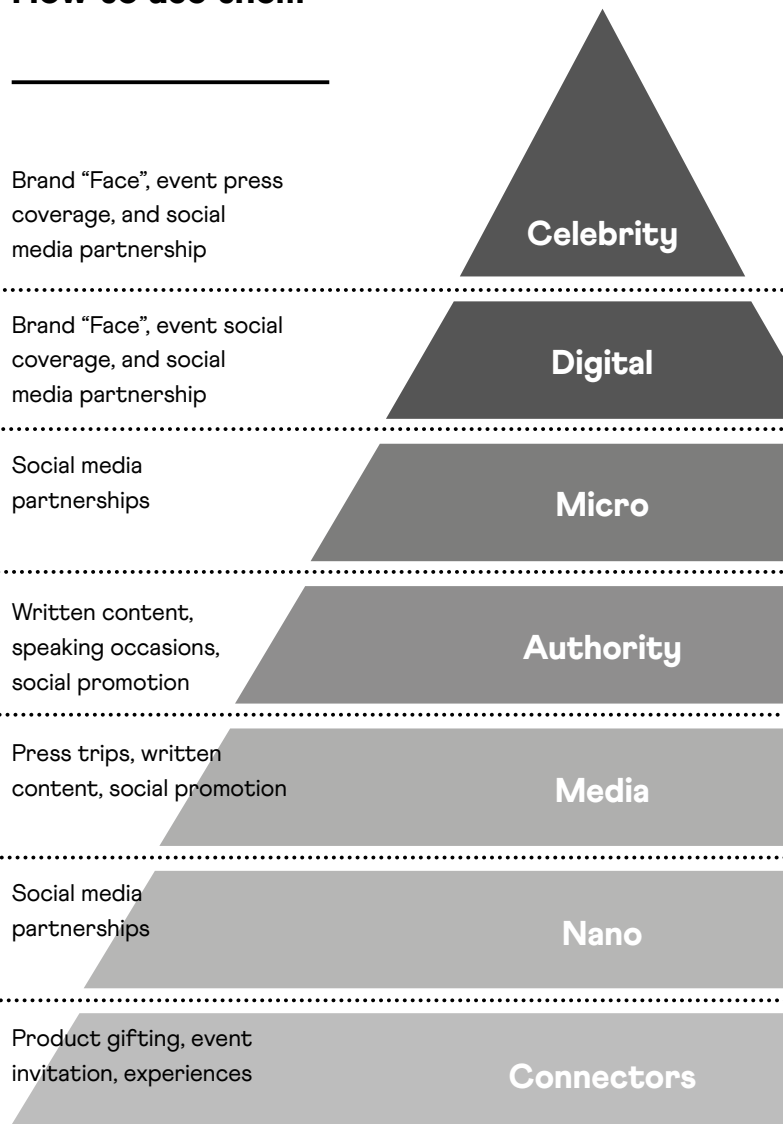 How to use them
Brand “Face”, event press
coverage, and social
media partnership
Celebrity
Brand “Face”, event social
coverage, and social
media partnership
Digital
Social media
partnerships
Micro
Written content,
speaking occasions,
social promotion
Authority
Press trips, written
content, social promotion
Media
Social media
partnerships
Nano
Product gifting, event
invitation, experiences
Connectors